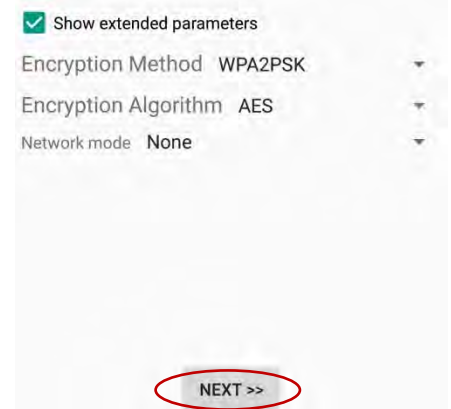 Show extended parameters
Encryption Method WPA2PSK
Encryption Algorithm AES
Network mode None
NEXT >>